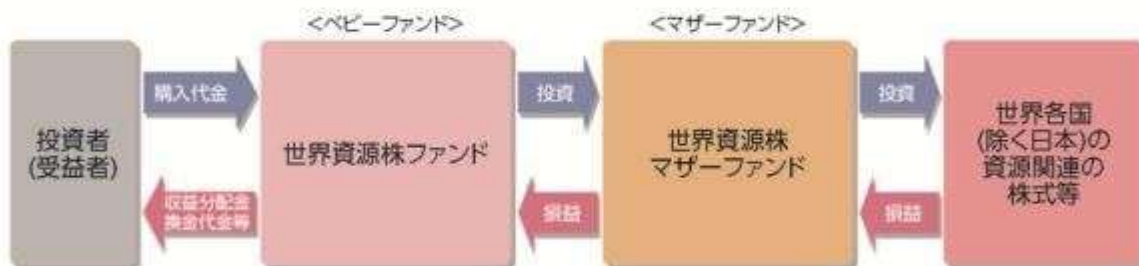 <ベビーファンド>
<マザーファンド>
投資者
(受益者)
購入代金
収益分配金
換金代金等
世界資源株ファンド
投資
損益
世界資源株
マザーファンド
投資
損益
世界各国
(除く日本)の
資源関連の
株式等